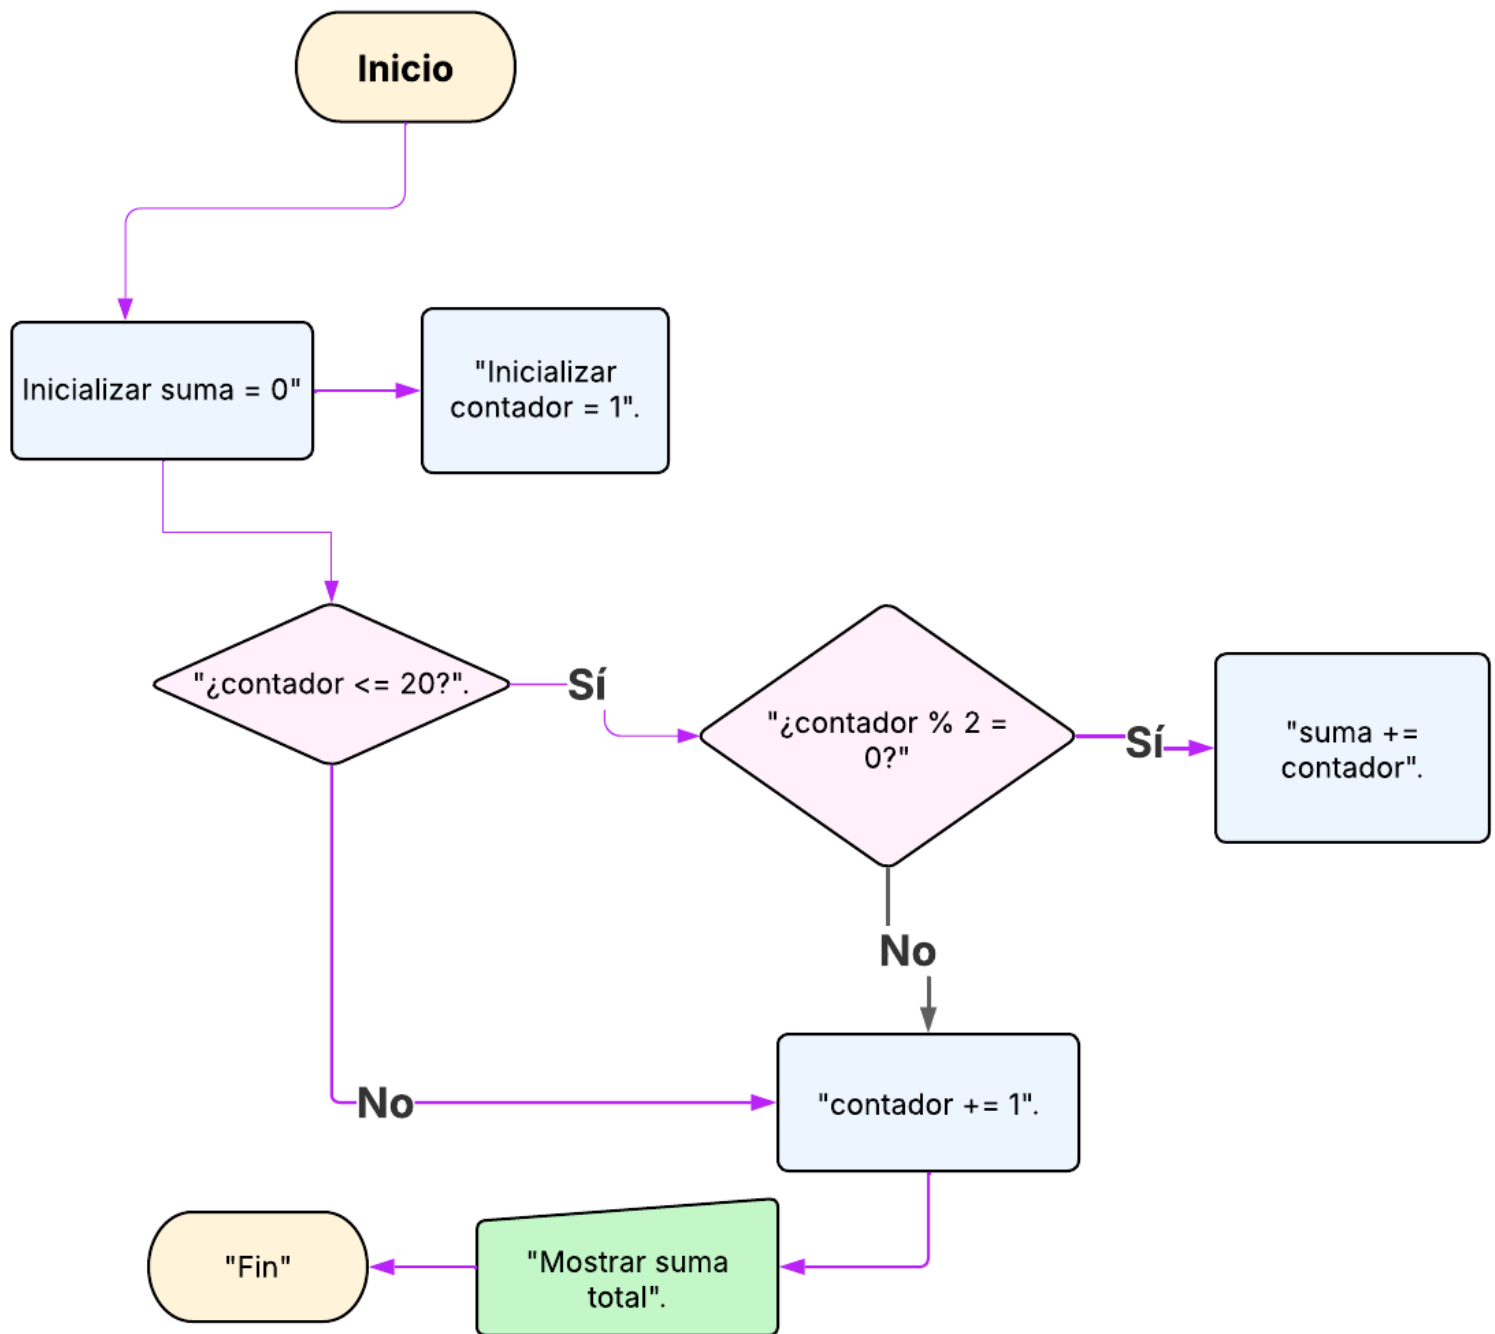 Inicio
Inicializar suma = 0"
"Inicializar
contador = 1".
"¿contador <= 20?".
Sí
"¿contador % 2 =
0?"
Sí
"suma +=
contador".
No
No
"contador += 1".
"Mostrar suma
total".
"Fin"